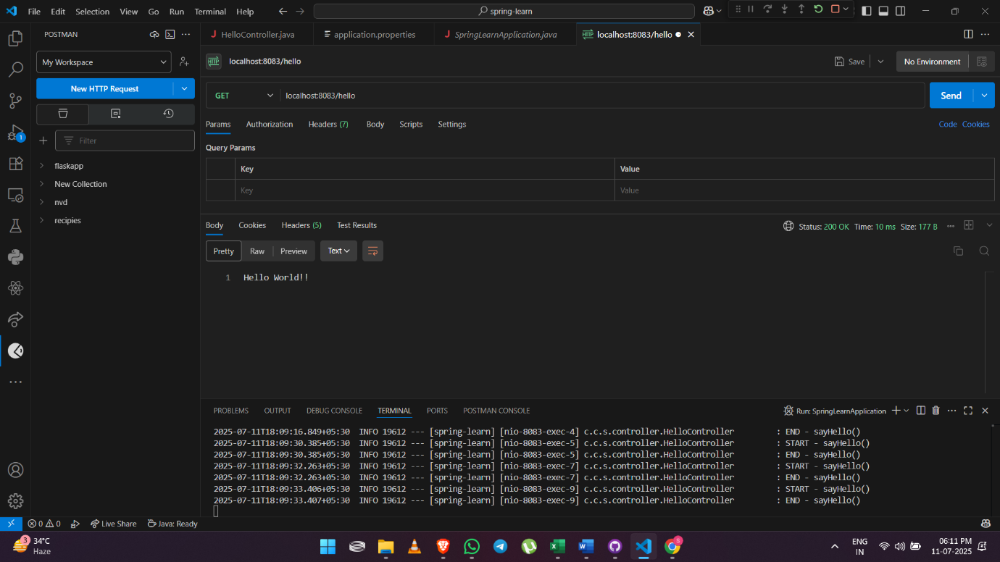 File Edit Selection View Go Run Terminal Help
spring-learn
POSTMAN
HelloController.java
application.properties
SpringLearnApplication.java
HTTP localhost:8083/hello
My Workspace
HTTP localhost:8083/hello
Save
No Environment
New HTTP Request
GET
localhost:8083/hello
Send
Params Authorization Headers (7) Body Scripts Settings
Code Cookies
1
Filter
Query Params
flaskapp
New Collection
nvd
recipies
Key Value
Key Value
Body Cookies Headers (5) Test Results
Status: 200 OK Time: 10 ms Size: 177 B
Pretty Raw Preview Text
1 Hello World!!
PROBLEMS OUTPUT DEBUG CONSOLE TERMINAL PORTS POSTMAN CONSOLE
Run: SpringLearnApplication
2025-07-11T18:09:16.849+05:30 INFO 19612 --- [spring-learn] [nio-8083-exec-4] c.c.s.controller.HelloController : END - sayHello()
2025-07-11T18:09:30.385+05:30 INFO 19612 --- [spring-learn] [nio-8083-exec-5] c.c.s.controller.HelloController : START - sayHello()
2025-07-11T18:09:30.385+05:30 INFO 19612 --- [spring-learn] [nio-8083-exec-5] c.c.s.controller.HelloController : END - sayHello()
2025-07-11T18:09:32.263+05:30 INFO 19612 --- [spring-learn] [nio-8083-exec-7] c.c.s.controller.HelloController : START - sayHello()
2025-07-11T18:09:32.263+05:30 INFO 19612 --- [spring-learn] [nio-8083-exec-7] c.c.s.controller.HelloController : END - sayHello()
2025-07-11T18:09:33.406+05:30 INFO 19612 --- [spring-learn] [nio-8083-exec-9] c.c.s.controller.HelloController : START - sayHello()
2025-07-11T18:09:33.407+05:30 INFO 19612 --- [spring-learn] [nio-8083-exec-9] c.c.s.controller.HelloController : END - sayHello()
0 0 Live Share Java: Ready
3
34°C
Haze
ENG
IN
06:11 PM
11-07-2025